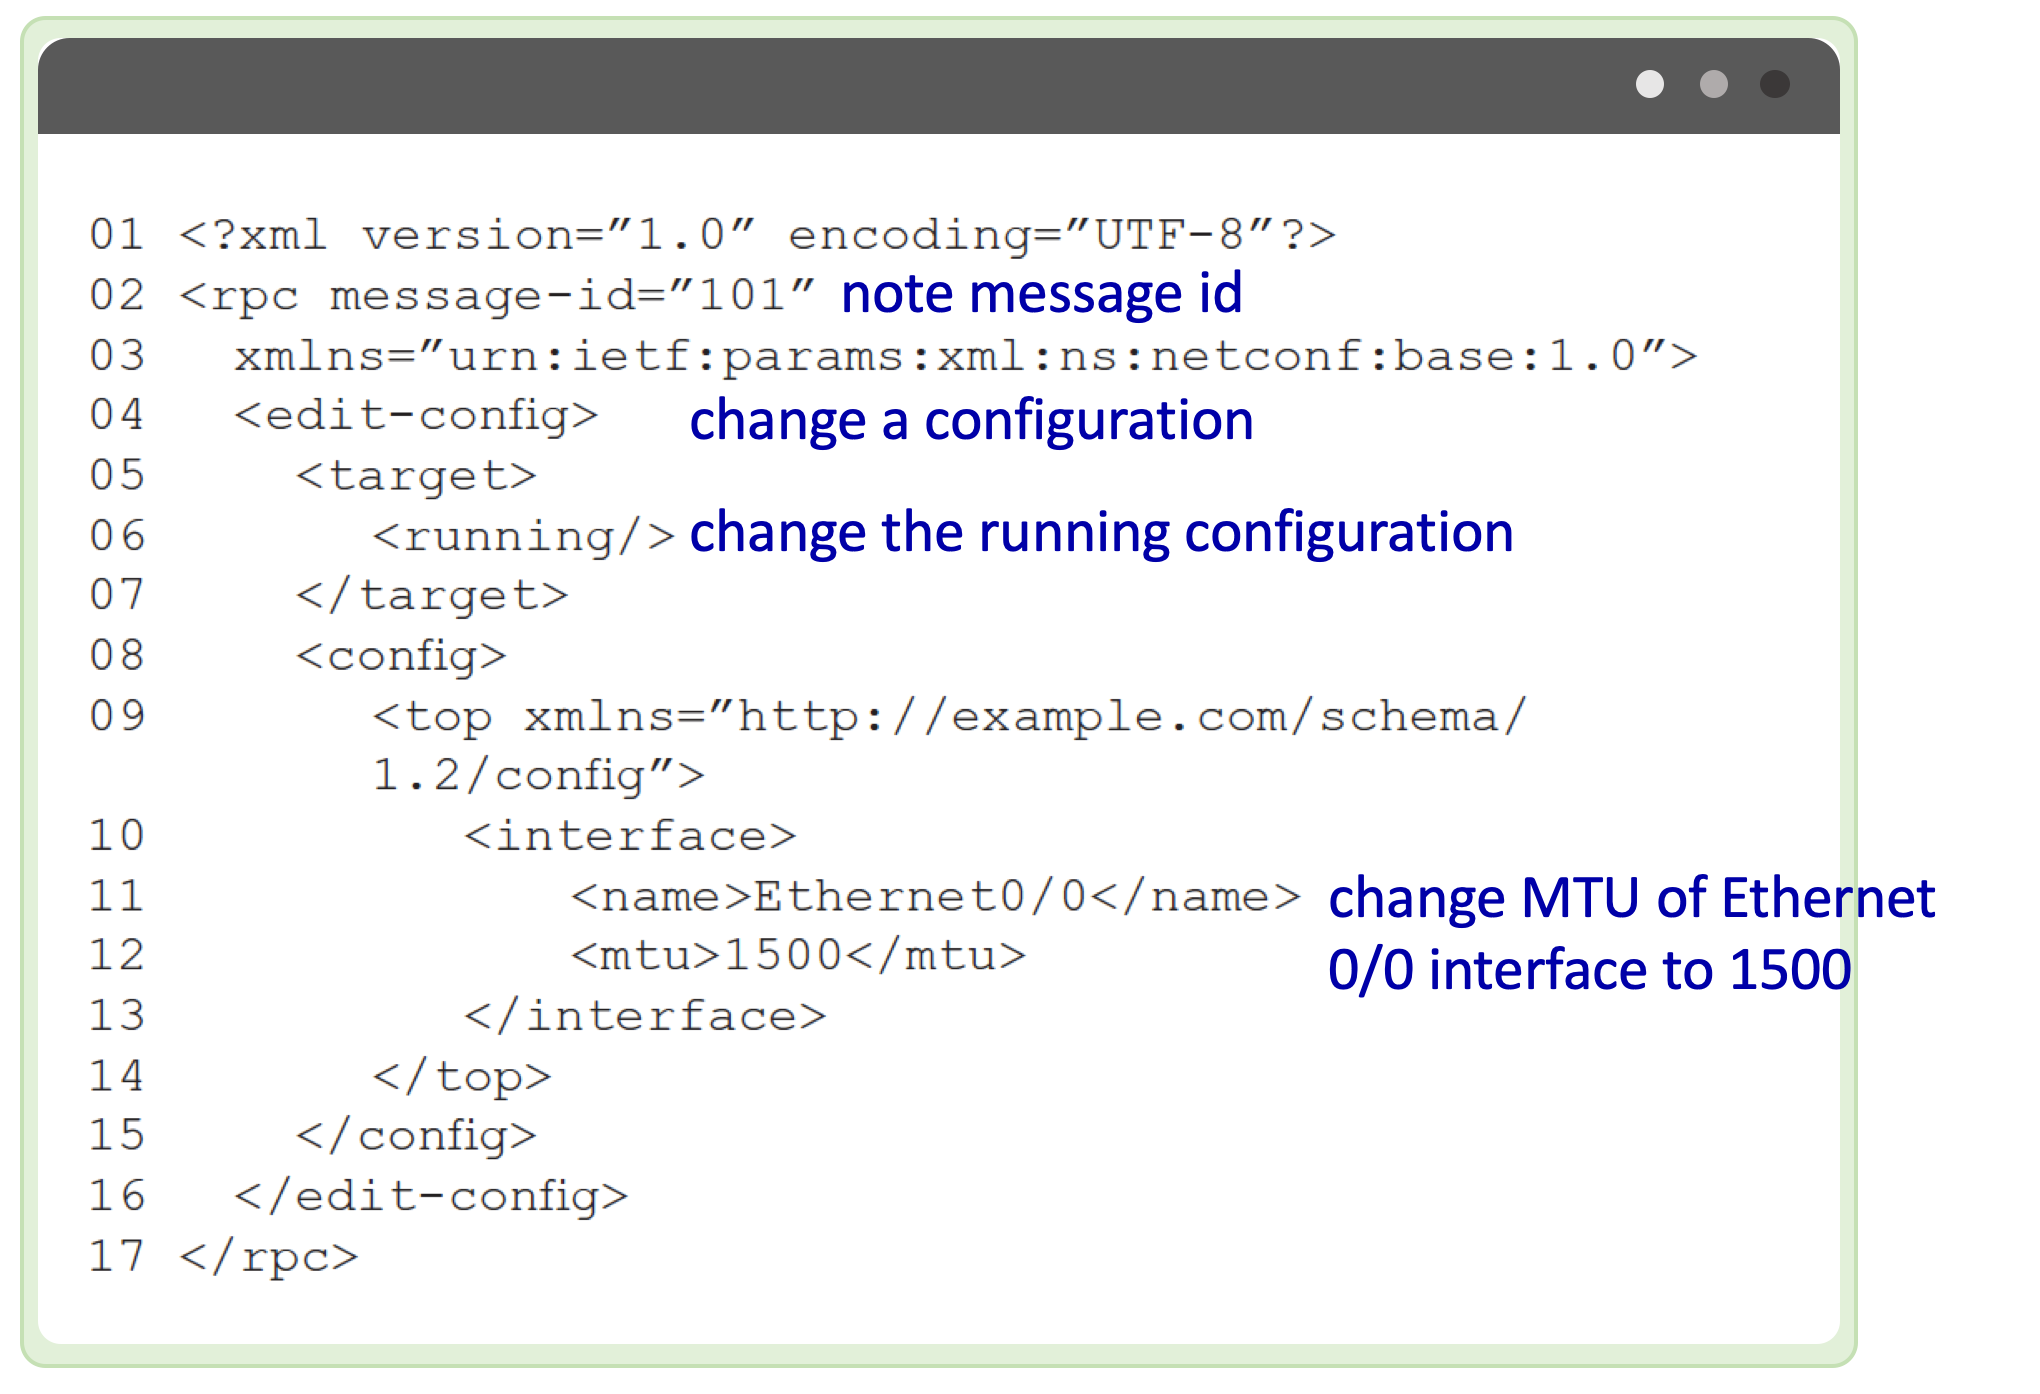 01 <?xml version=″1.0″ encoding=″UTF-8″?>
02 <rpc message-id=″101″ note message id
03 xmlns=″urn:ietf:params:xml:ns:netconf:base:1.0″>
04 <edit-config> change a configuration
05 <target>
06 <running/> change the running configuration
07 </target>
08 <config>
09 <top xmlns=″http://example.com/schema/
1.2/config″>
10 <interface>
11 <name>Ethernet0/0</name> change MTU of Ethernet
12 <mtu>1500</mtu> 0/0 interface to 1500
13 </interface>
14 </top>
15 </config>
16 </edit-config>
17 </rpc>